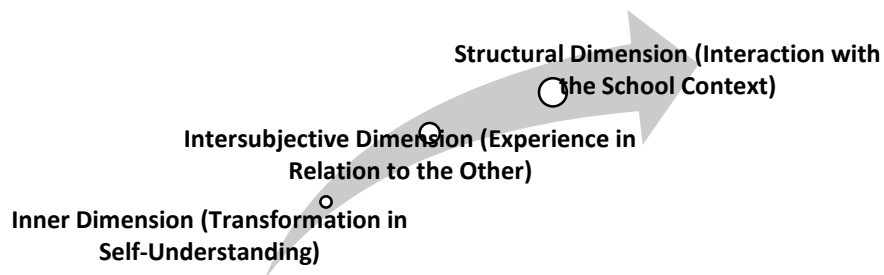 Structural Dimension (Interaction with
the School Context)
Intersubjective Dimension (Experience in
Relation to the Other)
Inner Dimension (Transformation in
Self-Understanding)